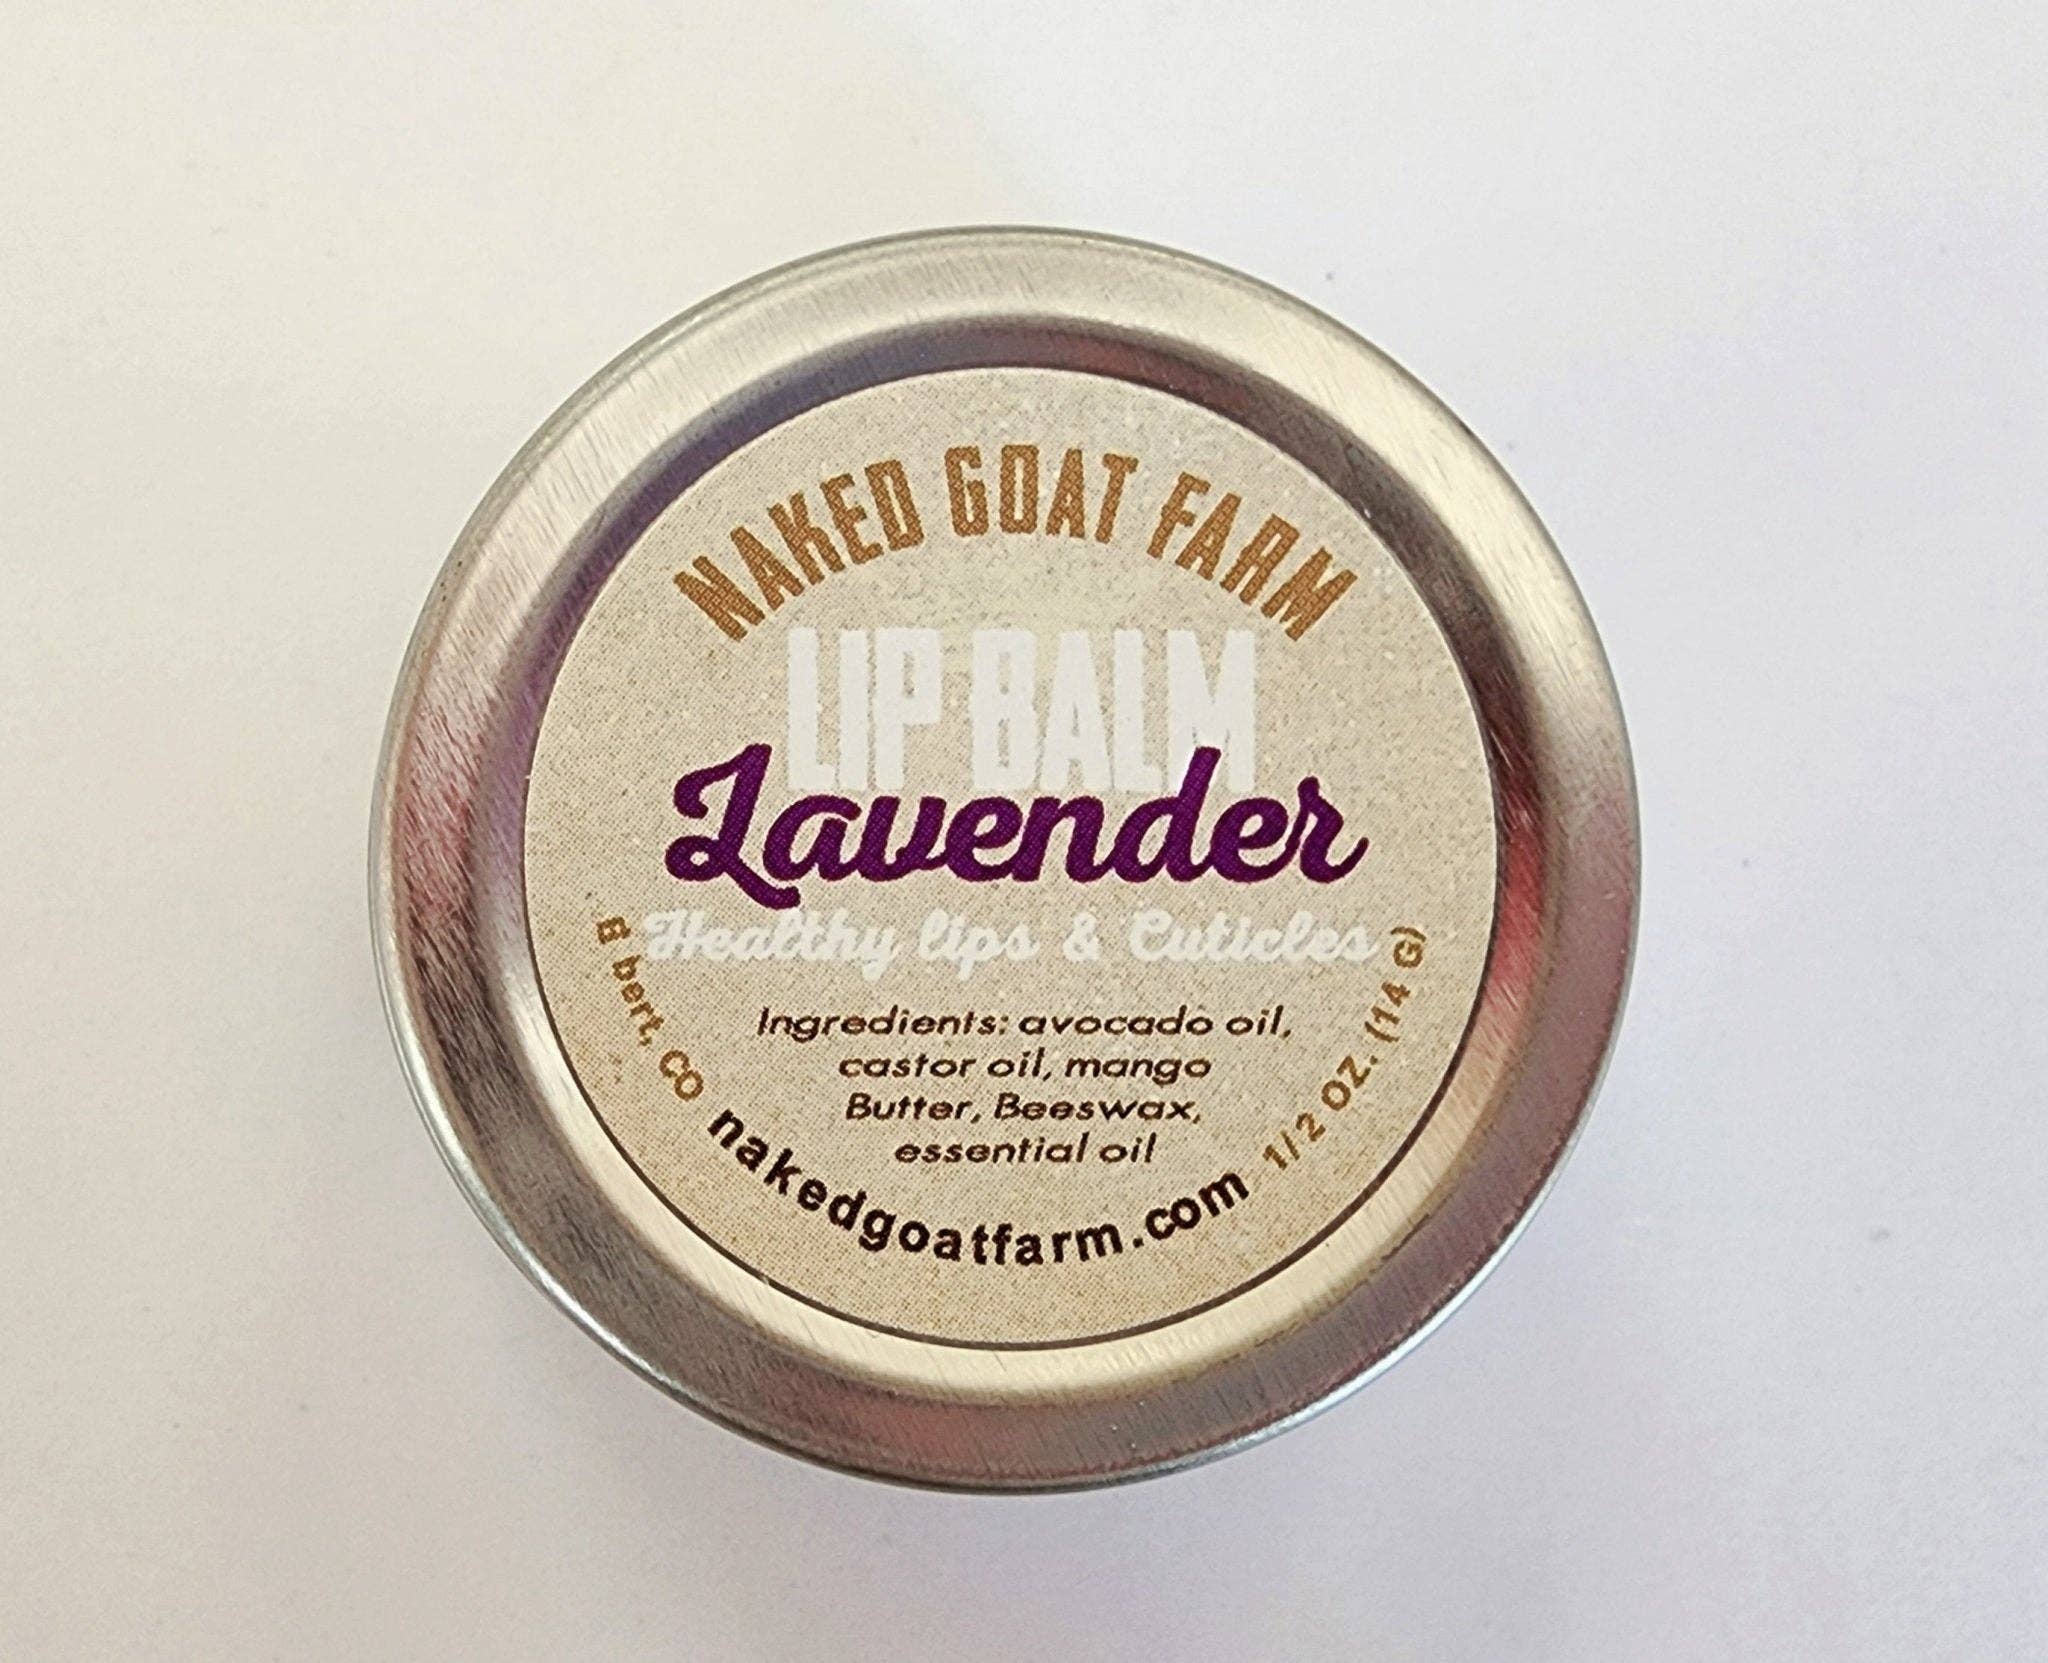 NAKED GOAT FARM
LIP BALM
Lavender
Healthy lips & Cuticles
Ingredients: avocado oil,
castor oil, mango
Butter, Beeswax,
essential oil
bert, CO
nakedgoatfarm.com
1/2 OZ. (14 G)